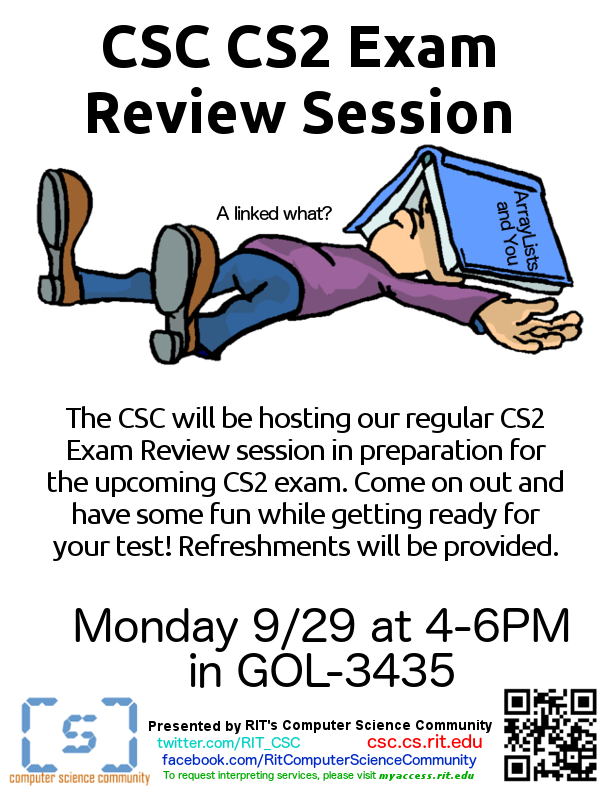 CSC CS2 Exam
Review Session
A linked what?
ArrayLists
and You
The CSC will be hosting our regular CS2
Exam Review session in preparation for
the upcoming CS2 exam. Come on out and
have some fun while getting ready for
your test! Refreshments will be provided.
Monday 9/29 at 4-6PM
in GOL-3435
[s]
computer science community
Presented by RIT's Computer Science Community
twitter.com/RIT_CSC csc.cs.rit.edu
facebook.com/RitComputerScienceCommunity
To request interpreting services, please visit myaccess.rit.edu